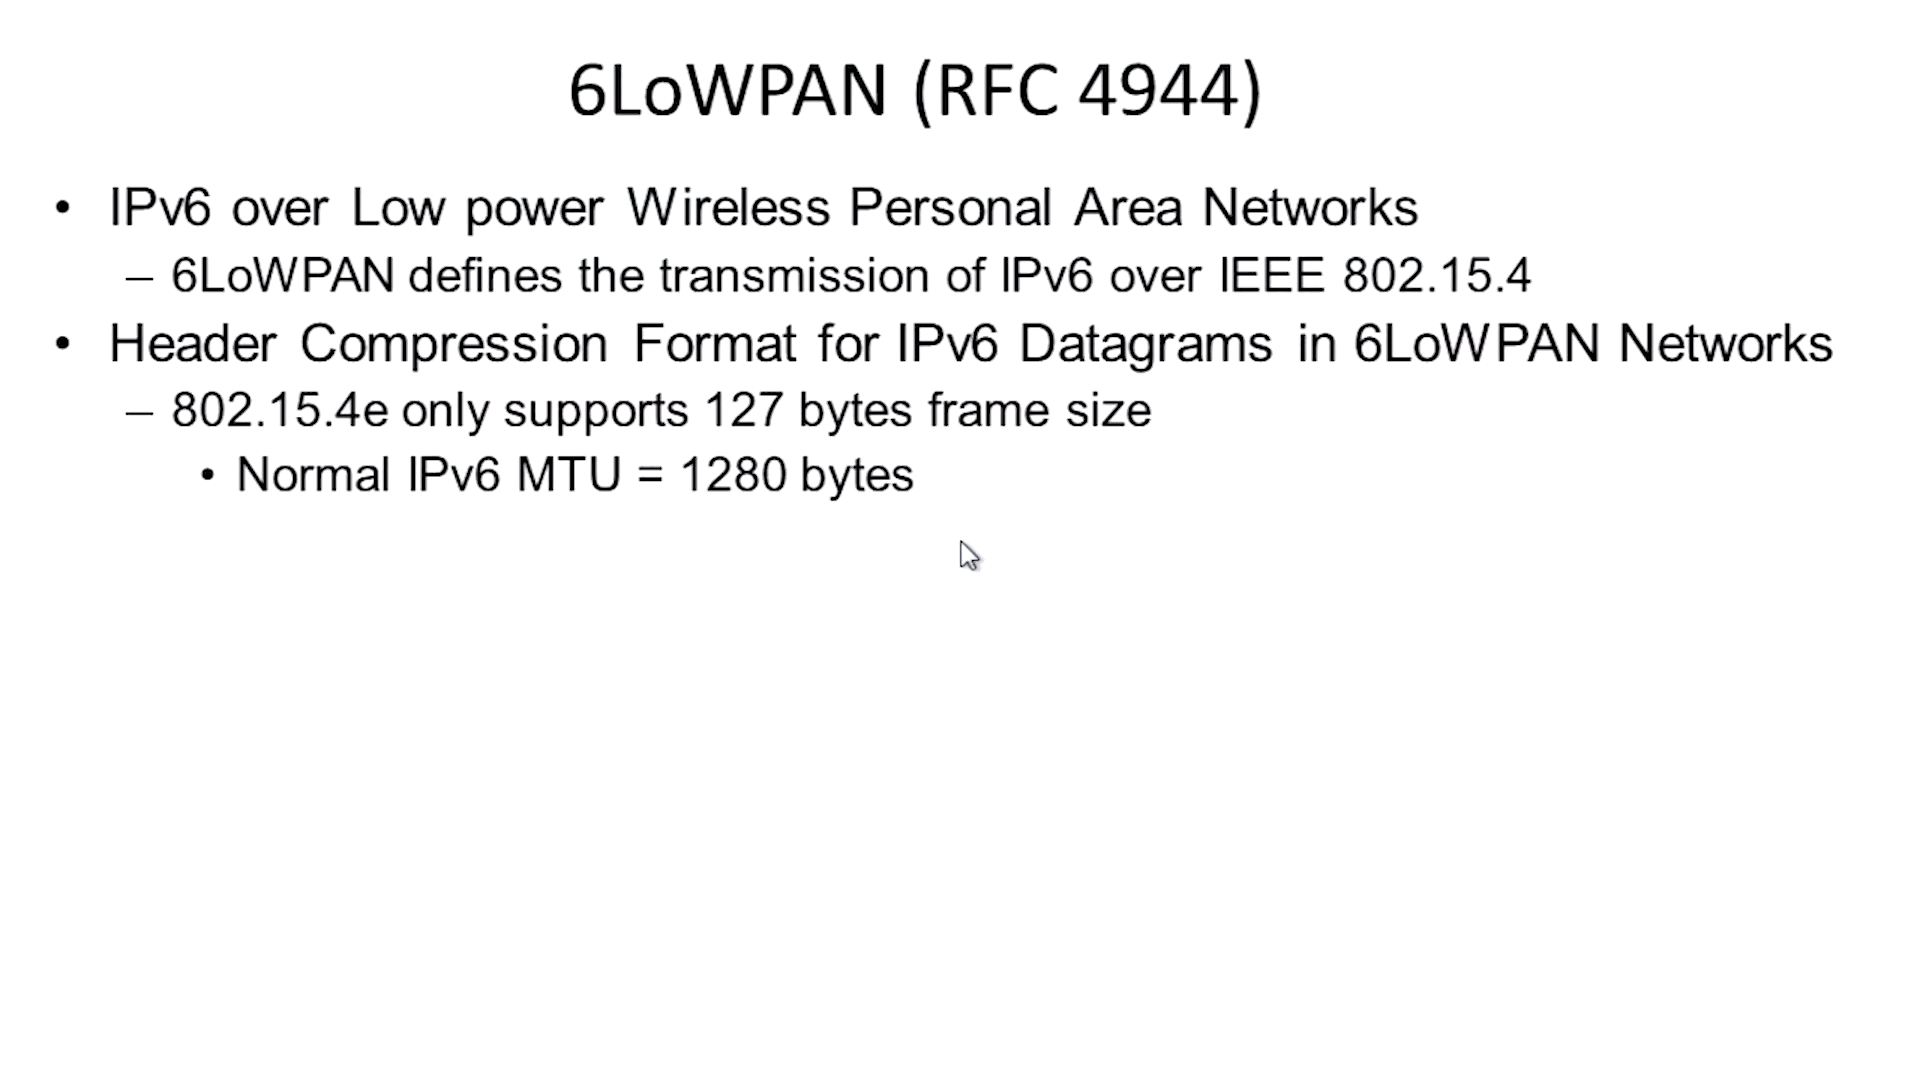 6LoWPAN (RFC 4944)
• IPv6 over Low power Wireless Personal Area Networks
– 6LoWPAN defines the transmission of IPv6 over IEEE 802.15.4
• Header Compression Format for IPv6 Datagrams in 6LoWPAN Networks
– 802.15.4e only supports 127 bytes frame size
• Normal IPv6 MTU = 1280 bytes